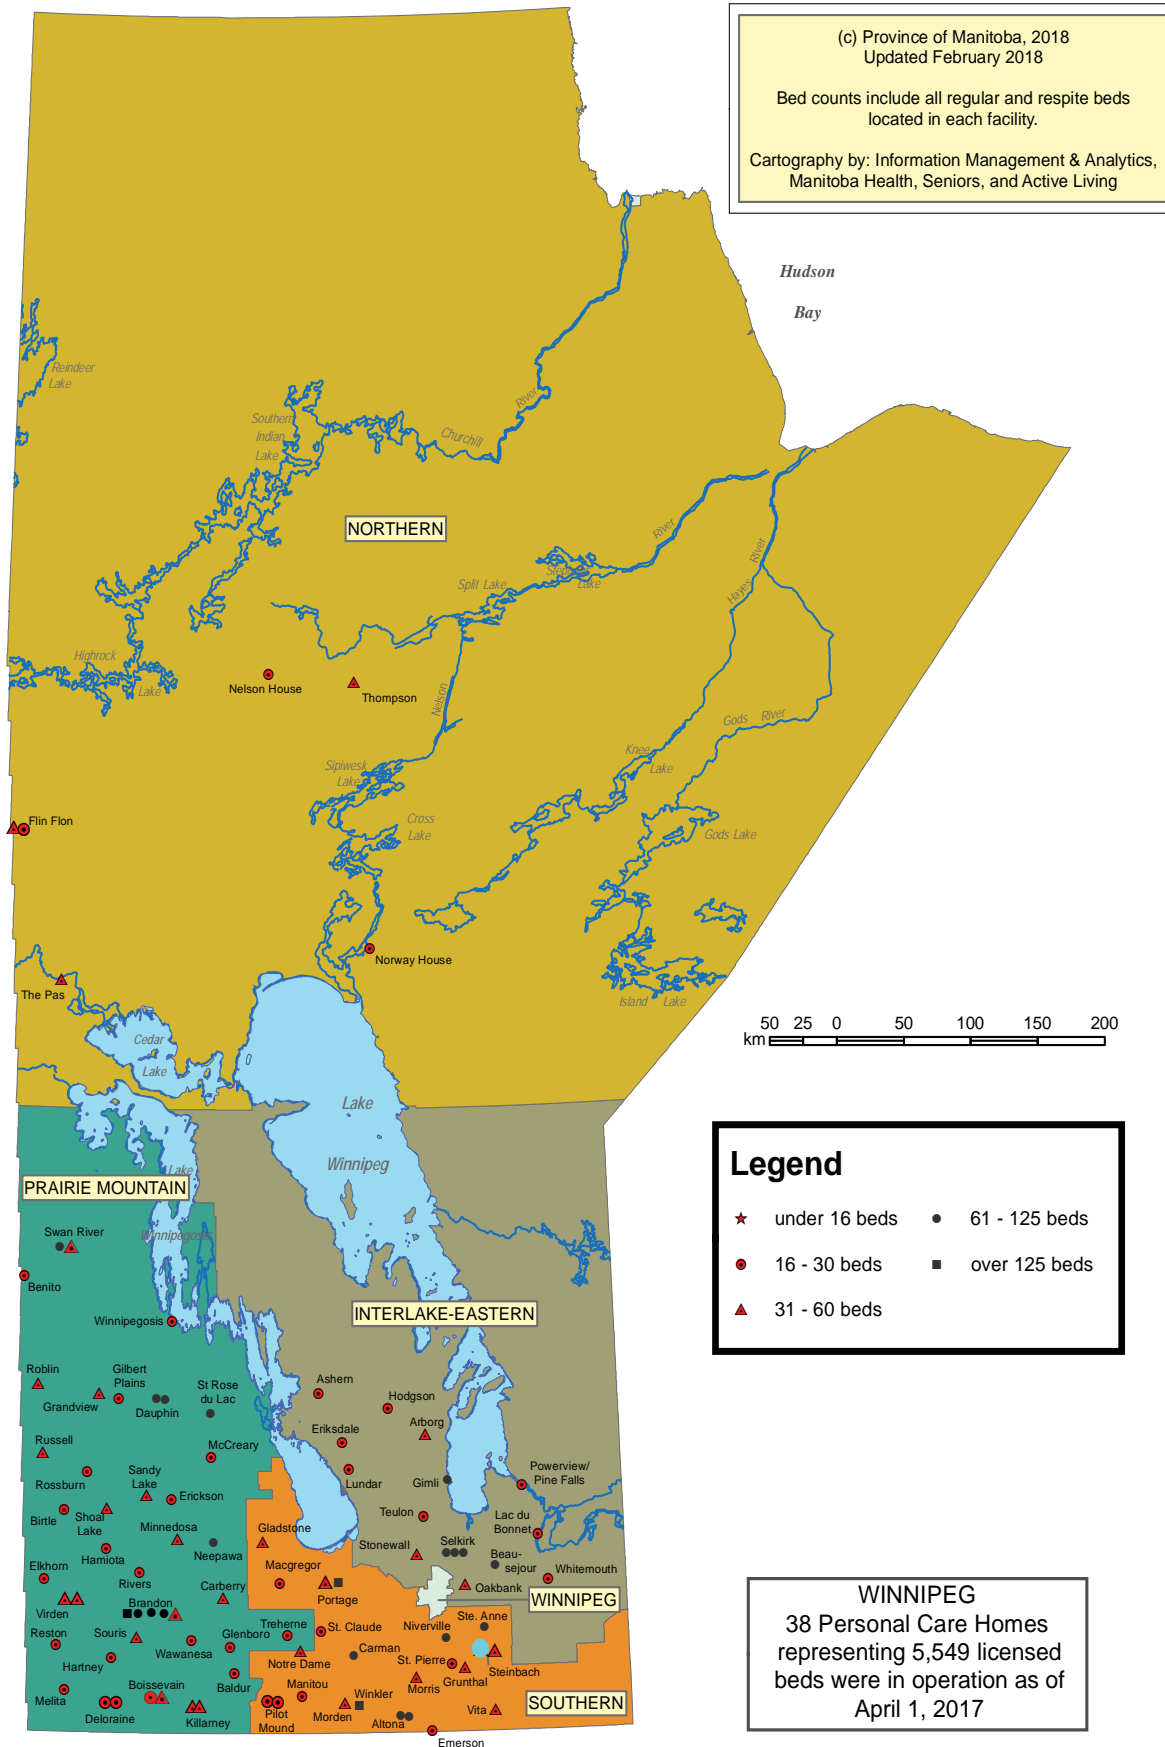 (c) Province of Manitoba, 2018
Updated February 2018
Bed counts include all regular and respite beds
located in each facility.
Cartography by: Information Management & Analytics,
Manitoba Health, Seniors, and Active Living
Hudson
Bay
Reindeer
Lake
Southern
Indian
Lake
Churchill
River
NORTHERN
River
Split Lake
Stephens
Lake
Hayes
River
Highrock
Lake
Nelson House
Thompson
Nelson
Gods River
Knee
Lake
Sipiwesk
Lake
Cross
Lake
Gods Lake
Flin Flon
Norway House
The Pas
Island Lake
Cedar
Lake
50 25 0 50 100 150 200
km
Lake
Winnipeg
Lake
Winnipegosis
PRAIRIE MOUNTAIN
Legend
under 16 beds
61 - 125 beds
16 - 30 beds
over 125 beds
31 - 60 beds
Swan River
Benito
Winnipegosis
INTERLAKE-EASTERN
Roblin
Gilbert
Plains
Grandview
Dauphin
St Rose
du Lac
Ashern
Hodgson
Arborg
Eriksdale
Russell
McCreary
Lundar
Gimli
Powerview/
Pine Falls
Rossburn
Sandy
Lake
Erickson
Birtle
Shoal
Lake
Teulon
Lac du
Bonnet
Minnedosa
Neepawa
Gladstone
Stonewall
Selkirk
Beau-
sejour
Hamiota
Elkhorn
Rivers
Macgregor
Whitemouth
Carberry
Portage
Oakbank
WINNIPEG
Virden
Brandon
Reston
Souris
Wawanesa
Glenboro
Treherne
St. Claude
Niverville
Ste. Anne
Hartney
Notre Dame
Carman
St. Pierre
Steinbach
Baldur
Grunthal
Melita
Boissevain
Manitou
Morris
Deloraine
Killarney
Pilot
Mound
Morden
Winkler
Altona
Vita
SOUTHERN
Emerson
WINNIPEG
38 Personal Care Homes
representing 5,549 licensed
beds were in operation as of
April 1, 2017